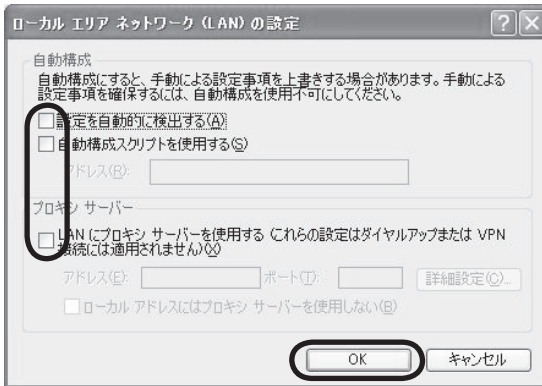 ローカル エリア ネットワーク (LAN) の設定
自動構成
自動構成にすると、手動による設定事項を上書きする場合があります。手動による
設定事項を確保するには、自動構成を使用不可にしてください。
設定を自動的に検出する(A)
自動構成スクリプトを使用する(S)
アドレス(R):
プロキシ サーバー
LAN にプロキシ サーバーを使用する (これらの設定はダイヤルアップまたは VPN
接続には適用されません)(X)
アドレス(E): ポート(T): 詳細設定(C)...
ローカル アドレスにはプロキシ サーバーを使用しない(B)
OK キャンセル